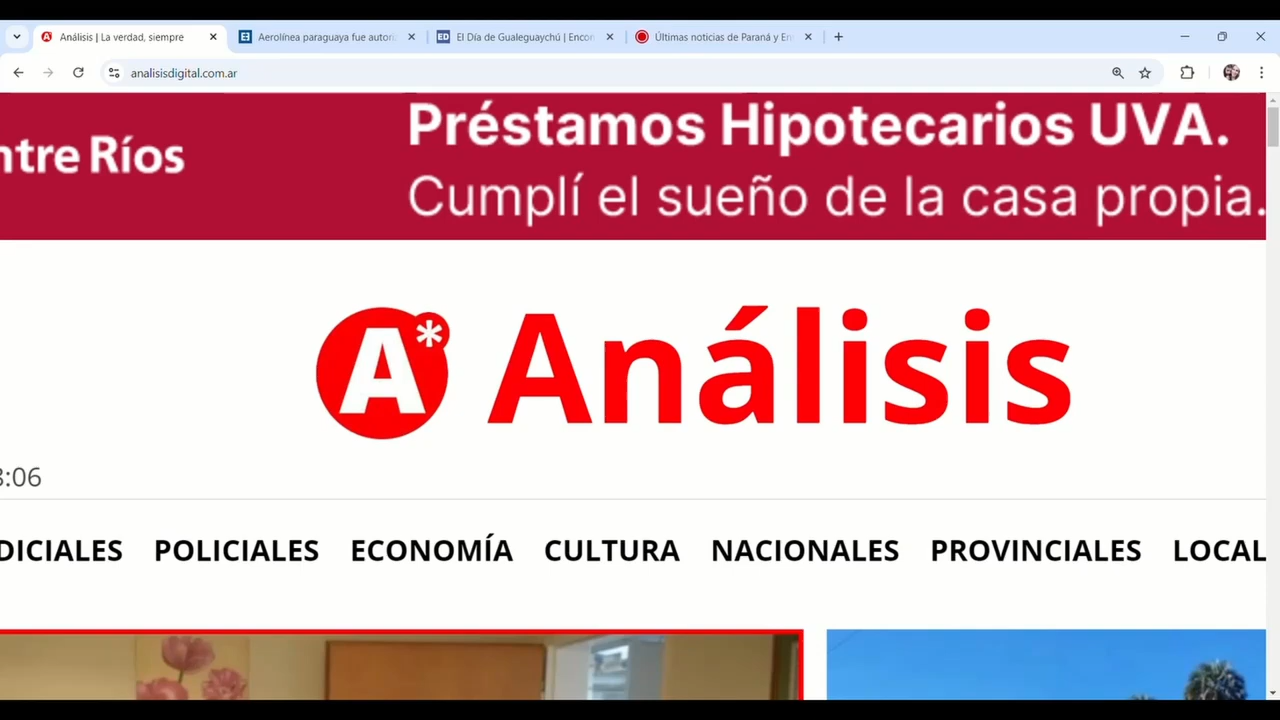 Análisis | La verdad, siempre
Aerolínea paraguaya fue autori
ED El Día de Gualeguaychú | Encon
Últimas noticias de Paraná y En
analisisdigital.com.ar
ntre Ríos
Préstamos Hipotecarios UVA.
Cumplí el sueño de la casa propia.
A* Análisis
:06
DICIALES POLICIALES ECONOMÍA CULTURA NACIONALES PROVINCIALES LOCAL